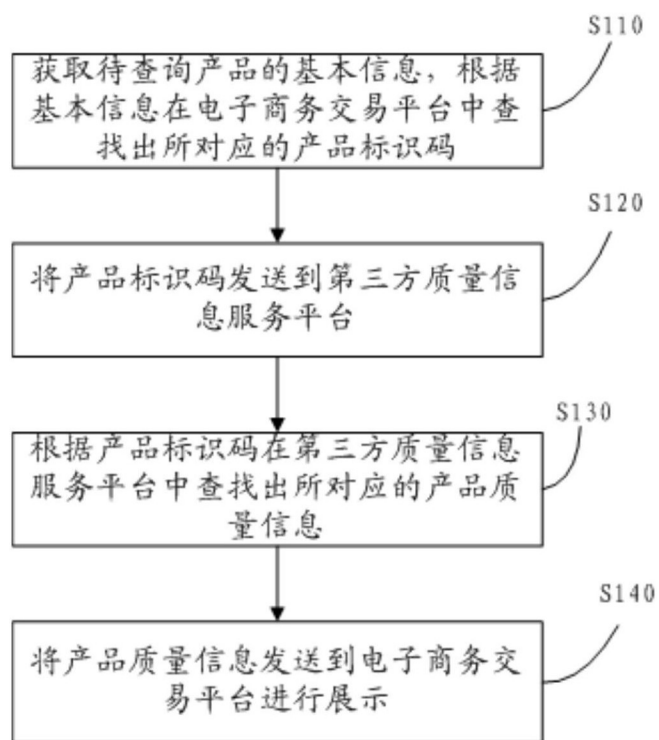 S110
获取待查询产品的基本信息，根据
基本信息在电子商务交易平台中查
找出所对应的产品标识码
S120
将产品标识码发送到第三方质量信
息服务平台
S130
根据产品标识码在第三方质量信息
服务平台中查找出所对应的产品质
量信息
S140
将产品质量信息发送到电子商务交
易平台进行展示